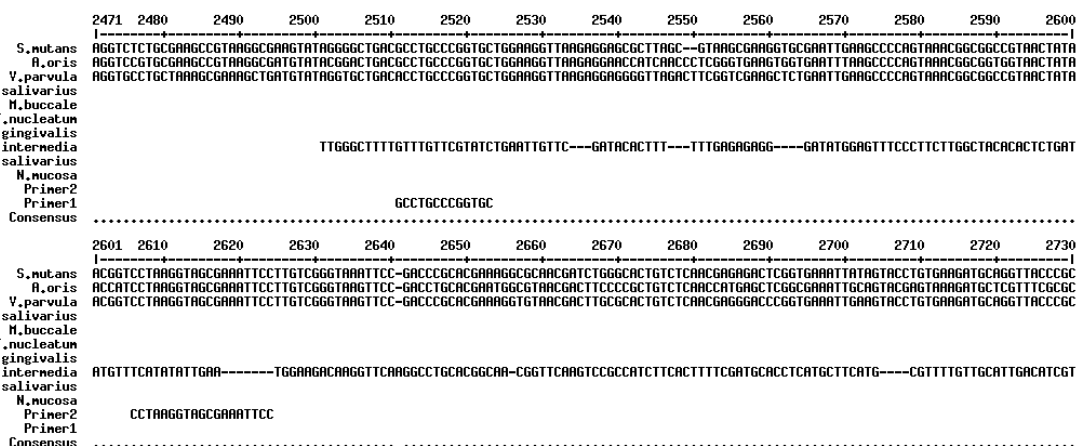 2471 2480 2490 2500 2510 2520 2530 2540 2550 2560 2570 2580 2590 2600
|--------+---------+---------+---------+---------+---------+---------+---------+---------+---------+---------+---------+---------|
S.mutans AGGTCTCTGCGAAGCCGTAAGGCGAAGTATAGGGGCTGACGCCTGCCCGGTGCTGGAAGGTTAAGAGGAGCGCTTAGC--GTAAGCGAAGGTGCGAATTGAAGCCCCAGTAAACGGCGGCCGTAACTATA
A.oris AGGTCCGTGCGAAGCCGTAAGGCGATGTATACGGACTGACGCCTGCCCGGTGCTGGAAGGTTAAGAGGAACCATCAACCCTCGGGTGAAGTGGTGAATTTAAGCCCCAGTAAACGGCGGTGGTAACTATA
V.parvula AGGTGCCTGCTAAAGCGAAAGCTGATGTATAGGTGCTGACACCTGCCCGGTGCTGGAAGGTTAAGAGGAGGGGTTAGACTTCGGTCGAAGCTCTGAATTGAAGCCCCAGTAAACGGCGGCCGTAACTATA
salivarius
M.buccale
.nucleatum
gingivalis
intermedia TTGGGCTTTTGTTTGTTCGTATCTGAATTGTTC---GATACACTTT---TTTGAGAGAGG----GATATGGAGTTTCCCTTCTTGGCTACACACTCTGAT
salivarius
N.mucosa
Primer2
Primer1 GCCTGCCCGGTGC
Consensus ..................................................................................................................................
2601 2610 2620 2630 2640 2650 2660 2670 2680 2690 2700 2710 2720 2730
|--------+---------+---------+---------+---------+---------+---------+---------+---------+---------+---------+---------+---------|
S.mutans ACGGTCCTAAGGTAGCGAAATTCCTTGTCGGGTAAATTCC-GACCCGCACGAAAGGCGCAACGATCTGGGCACTGTCTCAACGAGAGACTCGGTGAAATTATAGTACCTGTGAAGATGCAGGTTACCCGC
A.oris ACCATCCTAAGGTAGCGAAATTCCTTGTCGGGTAAGTTCC-GACCTGCACGAATGGCGTAACGACTTCCCCGCTGTCTCAACCATGAGCTCGGCGAAATTGCAGTACGAGTAAAGATGCTCGTTTCGCGC
V.parvula ACGGTCCTAAGGTAGCGAAATTCCTTGTCGGGTAAGTTCC-GACCCGCACGAAAGGTGTAACGACTTGCGCACTGTCTCAACGAGGGACCCGGTGAAATTGAAGTACCTGTGAAGATGCAGGTTACCCGC
salivarius
M.buccale
.nucleatum
gingivalis
intermedia ATGTTTCATATATTGAA-------TGGAAGACAAGGTTCAAGGCCTGCACGGCAA-CGGTTCAAGTCCGCCATCTTCACTTTTCGATGCACCTCATGCTTCATG----CGTTTTGTTGCATTGACATCGT
salivarius
N.mucosa
Primer2 CCTAAGGTAGCGAAATTCC
Primer1
Consensus ........................................ .........................................................................................